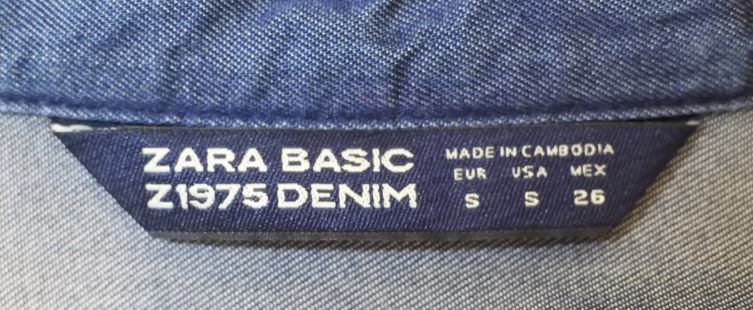 ZARA BASIC
Z1975 DENIM
MADE IN CAMBODIA
EUR USA MEX
S S 26